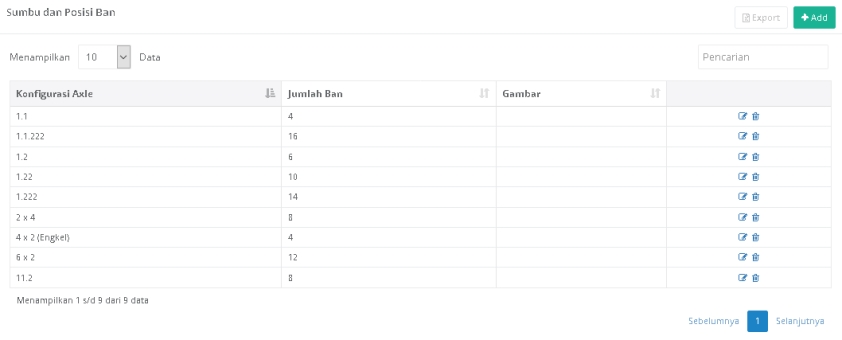 Sumbu dan Posisi Ban
Export
Add
Menampilkan 10 Data
Pencarian
Konfigurasi Axle Jumlah Ban Gambar
1.1 4
1.1.222 16
1.2 6
1.22 10
1.222 14
2 x 4 8
4 x 2 (Engkel) 4
6 x 2 12
11.2 8
Menampilkan 1 s/d 9 dari 9 data
Sebelumnya 1 Selanjutnya